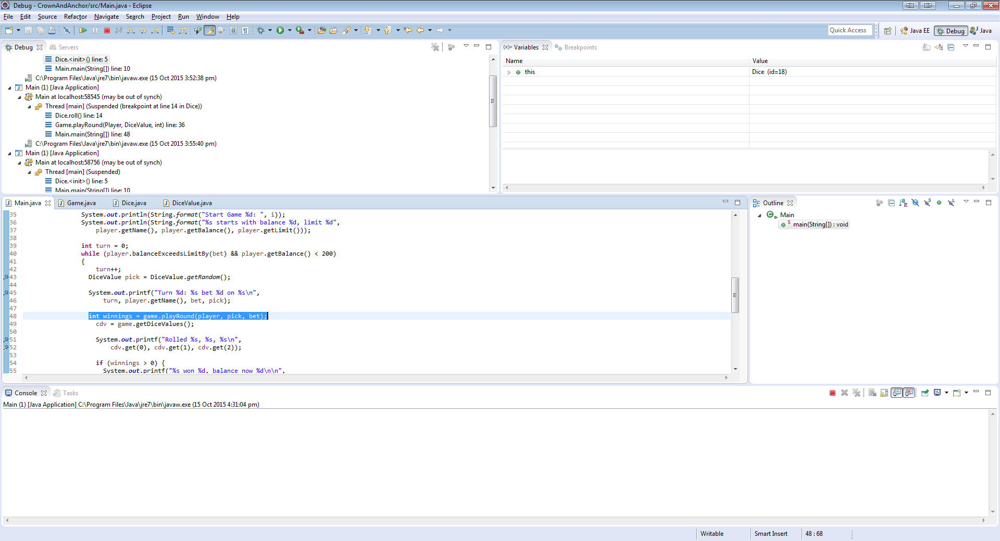 Debug - CrownAndAnchor/src/Main.java - Eclipse
File Edit Source Refactor Navigate Search Project Run Window Help
Quick Access
Java EE
Debug
Java
Debug
Servers
Dice.<init>() line: 5
Main.main(String[]) line: 10
C:\Program Files\Java\jre7\bin\javaw.exe (15 Oct 2015 3:52:38 pm)
Main (1) [Java Application]
Main at localhost:58545 (may be out of synch)
Thread [main] (Suspended (breakpoint at line 14 in Dice))
Dice.roll() line: 14
Game.playRound(Player, DiceValue, int) line: 36
Main.main(String[]) line: 48
C:\Program Files\Java\jre7\bin\javaw.exe (15 Oct 2015 3:55:40 pm)
Main (1) [Java Application]
Main at localhost:58756 (may be out of synch)
Thread [main] (Suspended)
Dice.<init>() line: 5
Main.main(String[]) line: 10
(x)= Variables
Breakpoints
Name Value
this Dice (id=18)
Main.java
Game.java
Dice.java
DiceValue.java
35 System.out.println(String.format("Start Game %d: ", i));
36 System.out.println(String.format("%s starts with balance %d, limit %d",
37 player.getName(), player.getBalance(), player.getLimit()));
38
39 int turn = 0;
40 while (player.balanceExceedsLimitBy(bet) && player.getBalance() < 200)
41 {
42 turn++;
43 DiceValue pick = DiceValue.getRandom();
44
45 System.out.printf("Turn %d: %s bet %d on %s\n",
46 turn, player.getName(), bet, pick);
47
48 int winnings = game.playRound(player, pick, bet);
49 cdv = game.getDiceValues();
50
51 System.out.printf("Rolled %s, %s, %s\n",
52 cdv.get(0), cdv.get(1), cdv.get(2));
53
54 if (winnings > 0) {
55 System.out.printf("%s won %d, balance now %d\n\n",
Outline
Main
main(String[]) : void
Console
Tasks
Main (1) [Java Application] C:\Program Files\Java\jre7\bin\javaw.exe (15 Oct 2015 4:31:04 pm)
Writable
Smart Insert
48 : 68